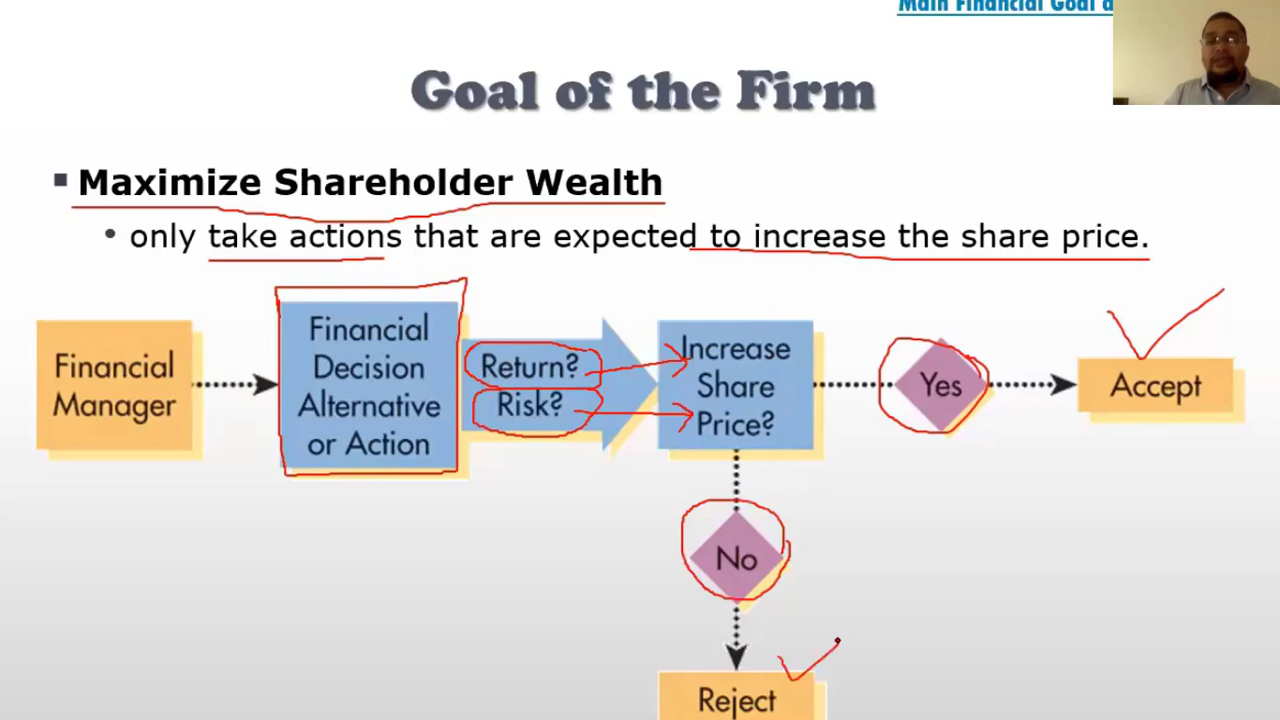 Main Financial Goal a
Goal of the Firm
▪ Maximize Shareholder Wealth
• only take actions that are expected to increase the share price.
Financial
Manager
Financial
Decision
Alternative
or Action
Return?
Risk?
Increase
Share
Price?
Yes
Accept
No
Reject